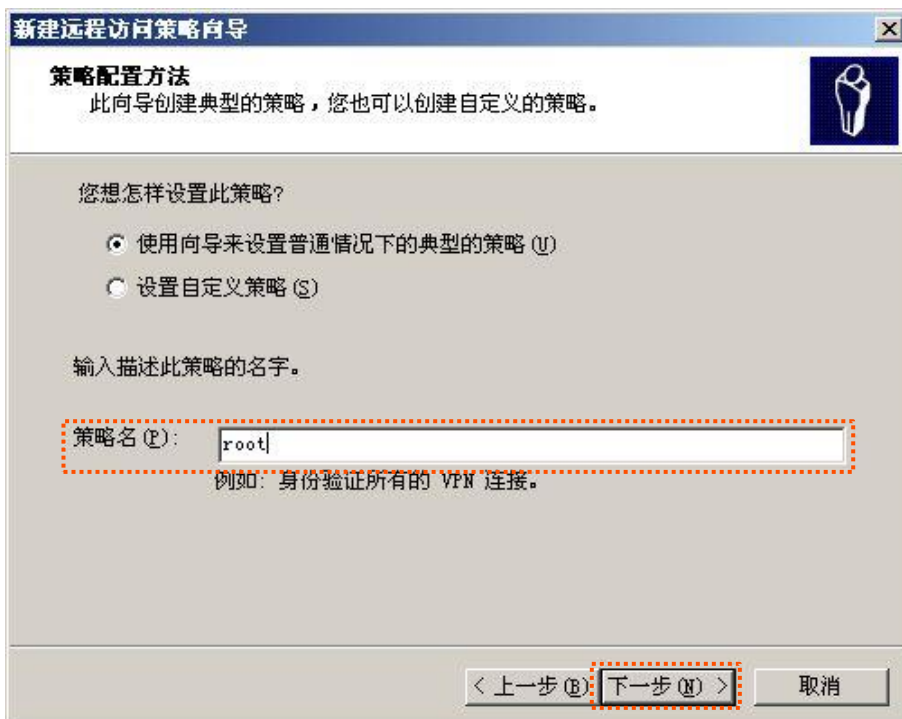 新建远程访问策略向导
策略配置方法
此向导创建典型的策略，您也可以创建自定义的策略。
您想怎样设置此策略?
使用向导来设置普通情况下的典型的策略(U)
设置自定义策略(S)
输入描述此策略的名字。
策略名(P): root
例如: 身份验证所有的 VPN 连接。
< 上一步(B) 下一步(N) > 取消